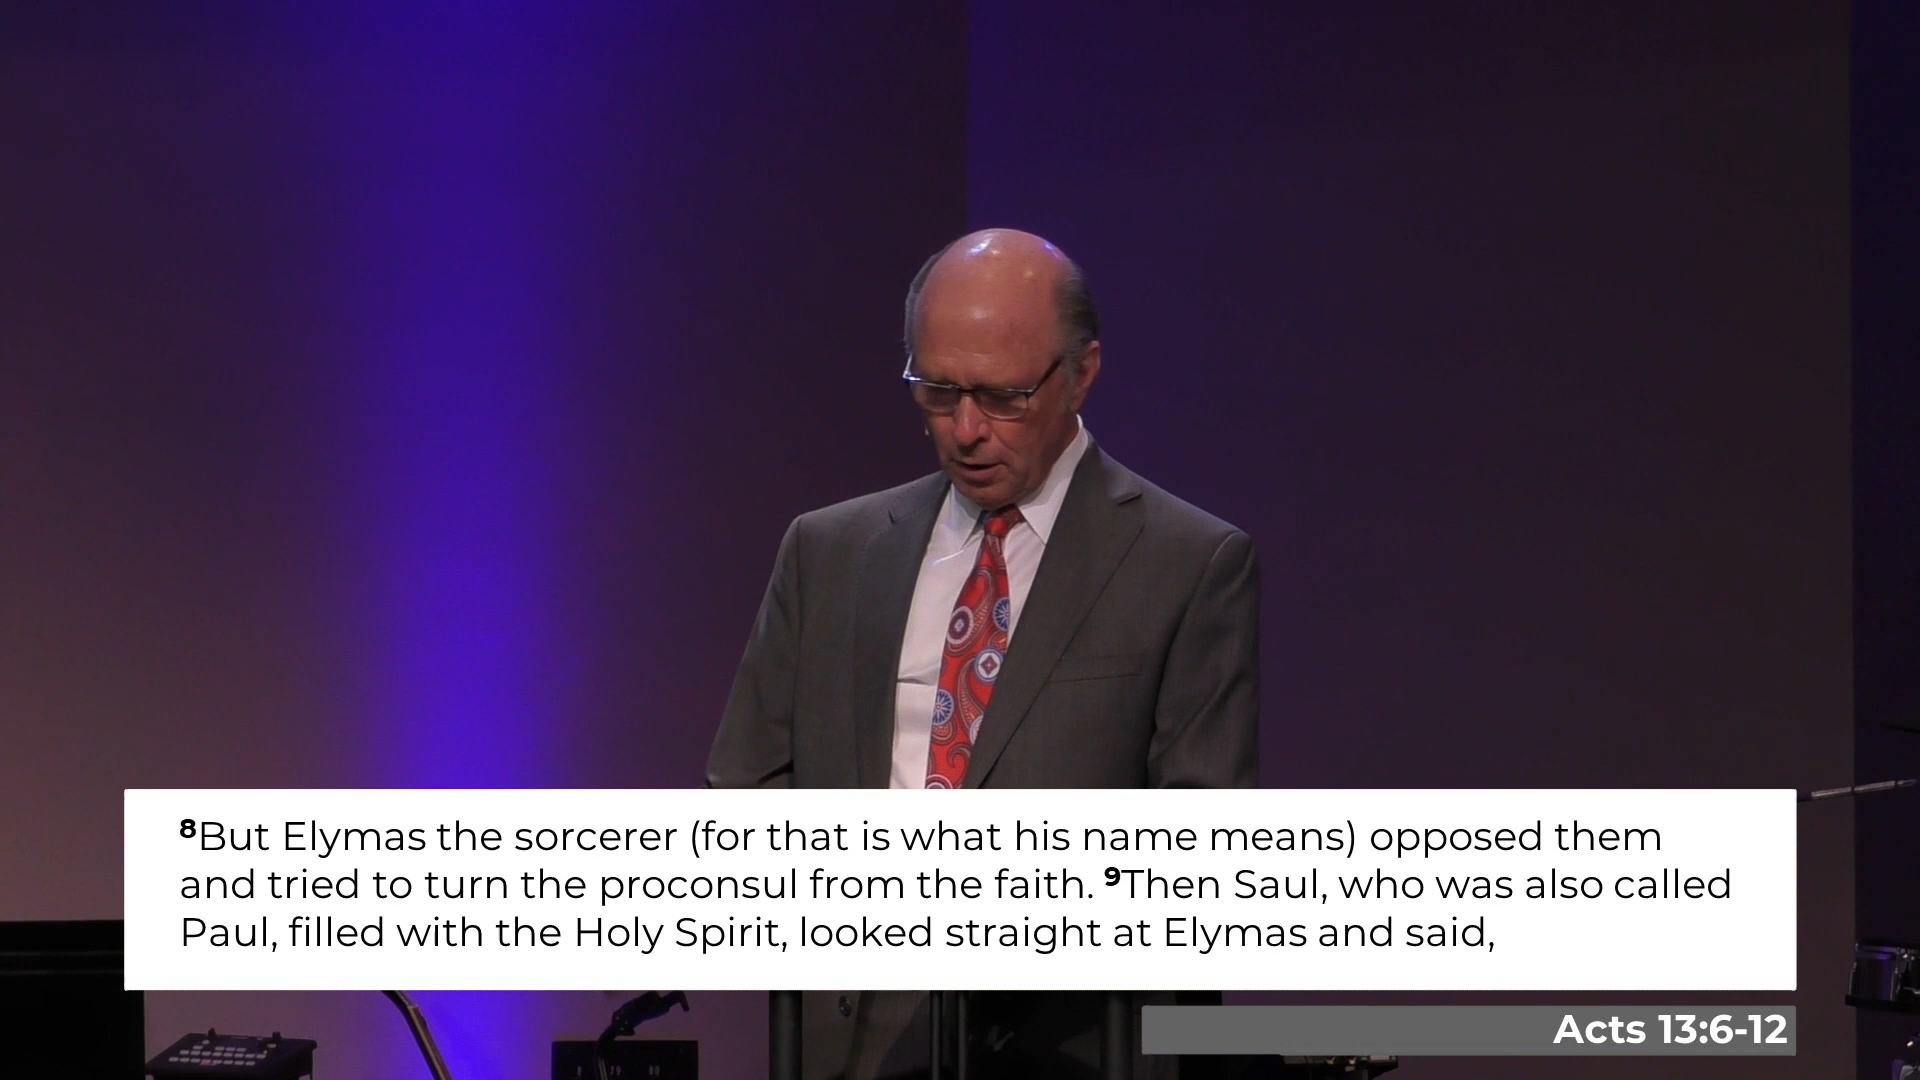 ⁸But Elymas the sorcerer (for that is what his name means) opposed them
and tried to turn the proconsul from the faith. ⁹Then Saul, who was also called
Paul, filled with the Holy Spirit, looked straight at Elymas and said,
Acts 13:6-12
79 80